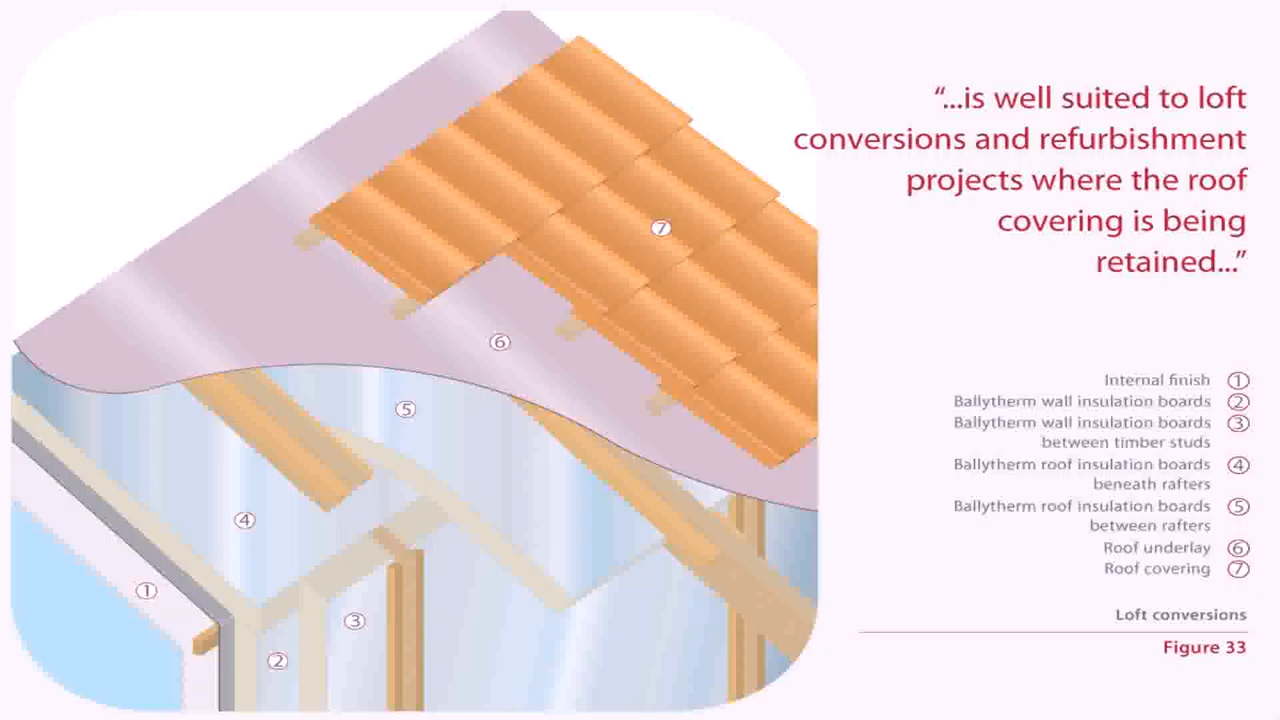 “...is well suited to loft
conversions and refurbishment
projects where the roof
covering is being
retained...”
7
6
5
4
1
3
2
Internal finish 1
Ballytherm wall insulation boards 2
Ballytherm wall insulation boards 3
between timber studs
Ballytherm roof insulation boards 4
beneath rafters
Ballytherm roof insulation boards 5
between rafters
Roof underlay 6
Roof covering 7
Loft conversions
Figure 33